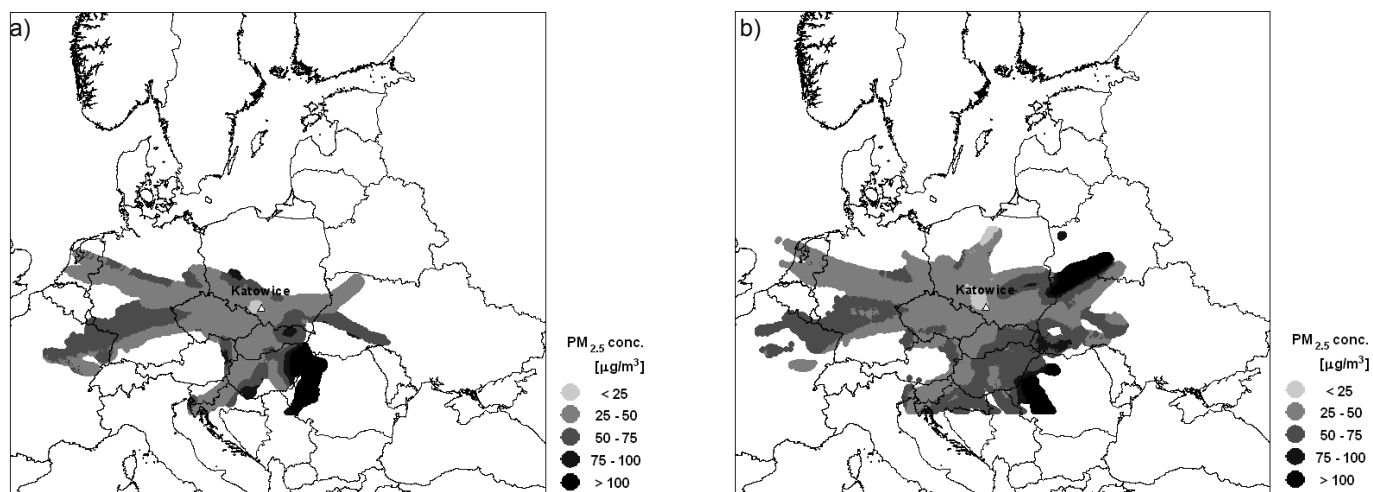 a)
Katowice
PM2.5 conc.
[µg/m³]
< 25
25 - 50
50 - 75
75 - 100
> 100
b)
Katowice
PM2.5 conc.
[µg/m³]
< 25
25 - 50
50 - 75
75 - 100
> 100